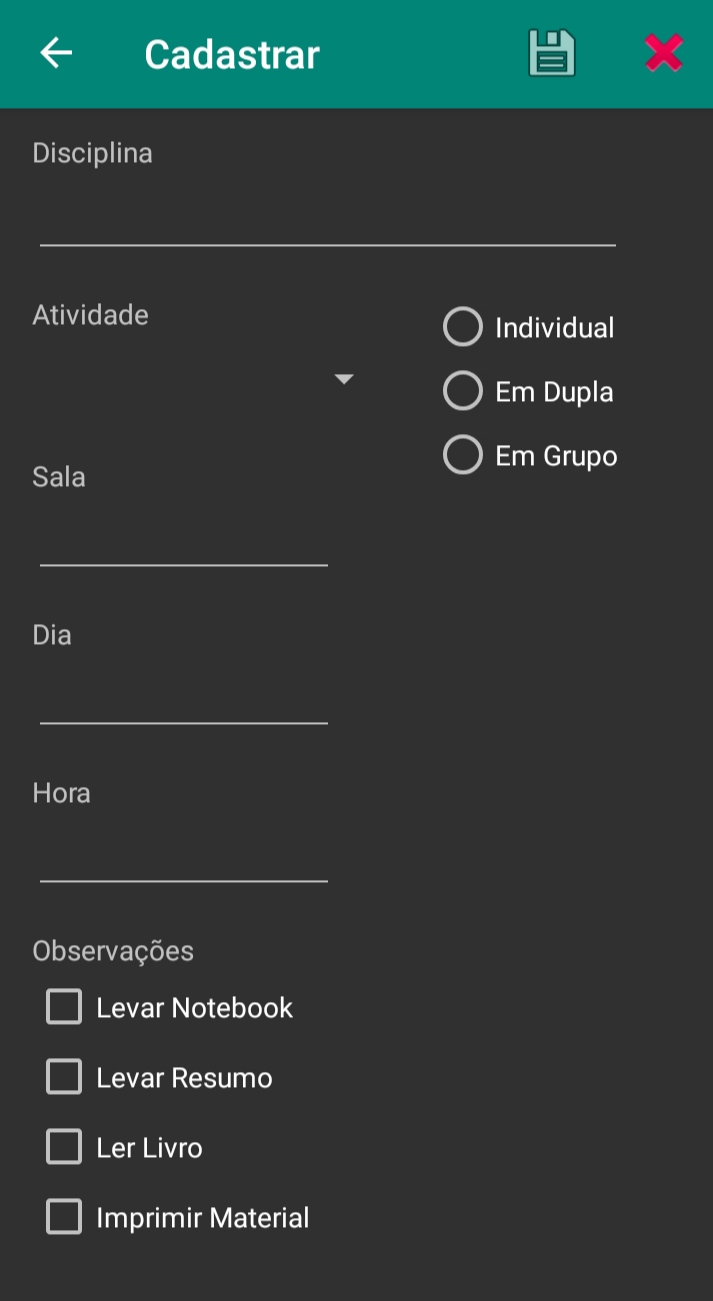 Cadastrar
Disciplina
Atividade
Individual
Em Dupla
Em Grupo
Sala
Dia
Hora
Observações
Levar Notebook
Levar Resumo
Ler Livro
Imprimir Material